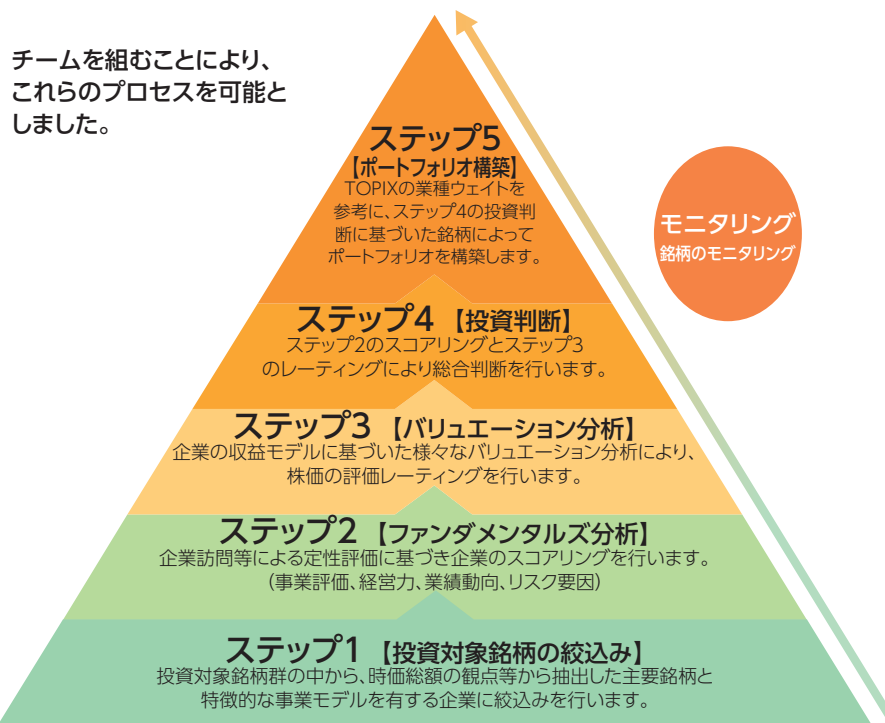 チームを組むことにより、
これらのプロセスを可能と
しました。
ステップ5
【ポートフォリオ構築】
TOPIXの業種ウェイトを
参考に、ステップ4の投資判
断に基づいた銘柄によって
ポートフォリオを構築します。
モニタリング
銘柄のモニタリング
ステップ4 【投資判断】
ステップ2のスコアリングとステップ3
のレーティングにより総合判断を行います。
ステップ3 【バリュエーション分析】
企業の収益モデルに基づいた様々なバリュエーション分析により、
株価の評価レーティングを行います。
ステップ2 【ファンダメンタルズ分析】
企業訪問等による定性評価に基づき企業のスコアリングを行います。
(事業評価、経営力、業績動向、リスク要因)
ステップ1 【投資対象銘柄の絞込み】
投資対象銘柄群の中から、時価総額の観点等から抽出した主要銘柄と
特徴的な事業モデルを有する企業に絞込みを行います。